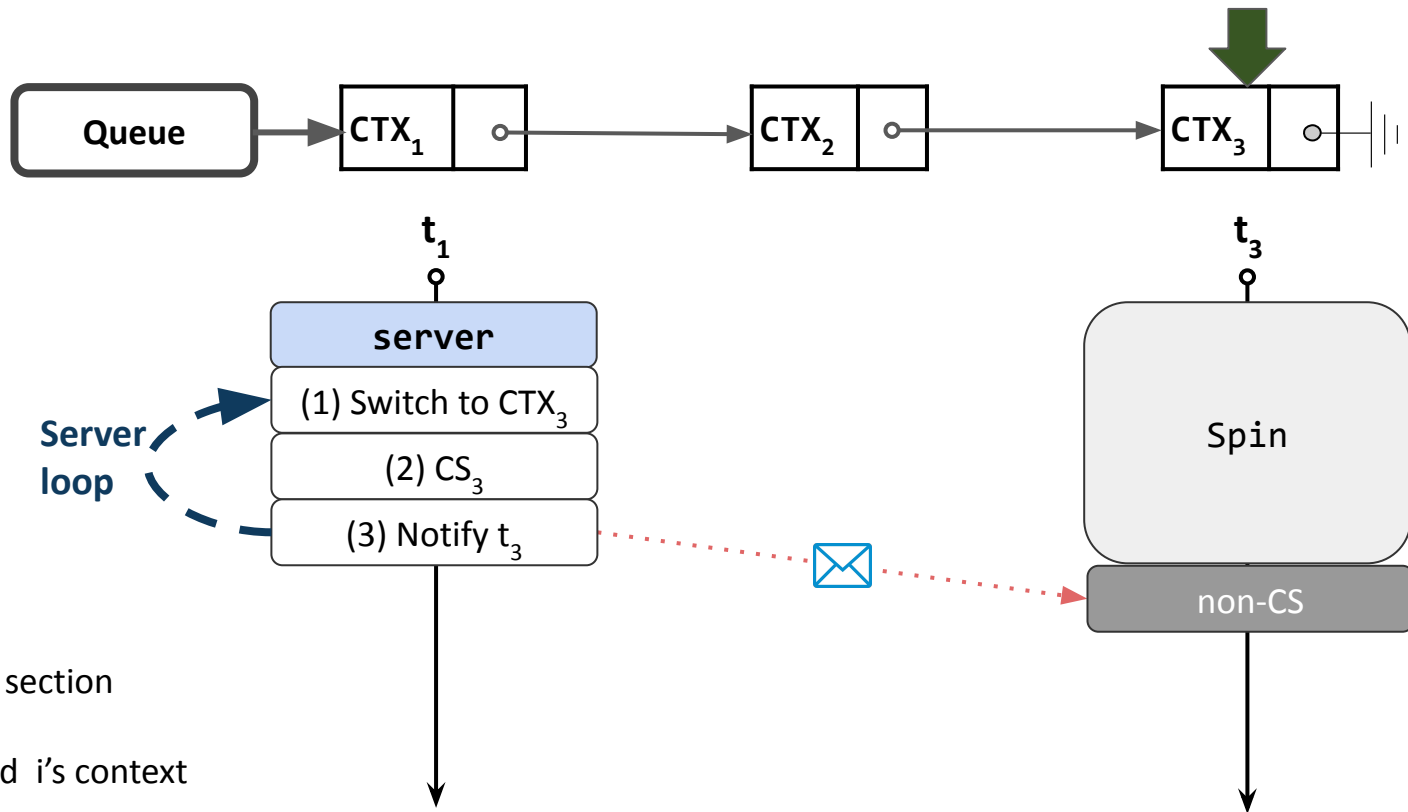 Queue
CTX₁
CTX₂
CTX₃
t₁
t₃
server
(1) Switch to CTX₃
(2) CS₃
(3) Notify t₃
Server
loop
Spin
non-CS
section
d i's context